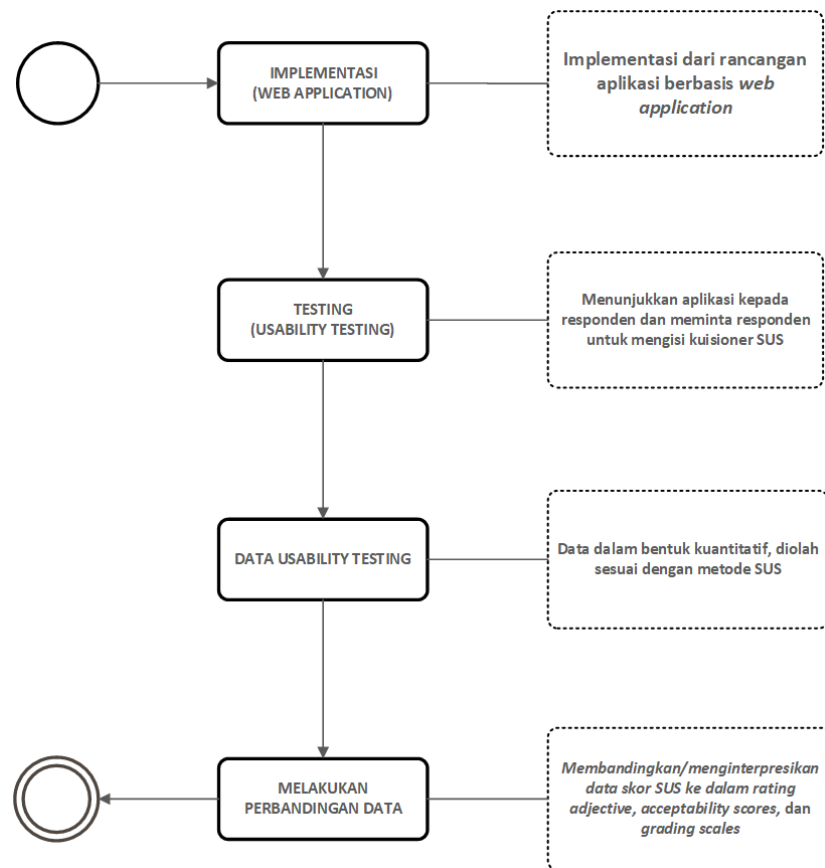 IMPLEMENTASI
(WEB APPLICATION)
Implementasi dari rancangan
aplikasi berbasis web
application
TESTING
(USABILITY TESTING)
Menunjukkan aplikasi kepada
responden dan meminta responden
untuk mengisi kuisioner SUS
DATA USABILITY TESTING
Data dalam bentuk kuantitatif, diolah
sesuai dengan metode SUS
MELAKUKAN
PERBANDINGAN DATA
Membandingkan/menginterpresikan
data skor SUS ke dalam rating
adjective, acceptability scores, dan
grading scales